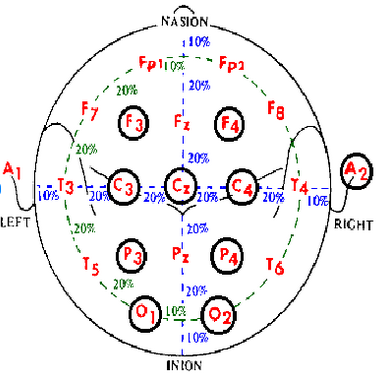 NASION
10%
Fp1 10% Fp2
20% 20%
F7 F3 Fz F4 F8
20% 20%
A1 T3 C3 Cz C4 T4 A2
10% 20% 20% 20% 20% 10%
LEFT RIGHT
20% 20%
T5 P3 Pz P4 T6
20% 20%
O1 10% O2
10%
INION